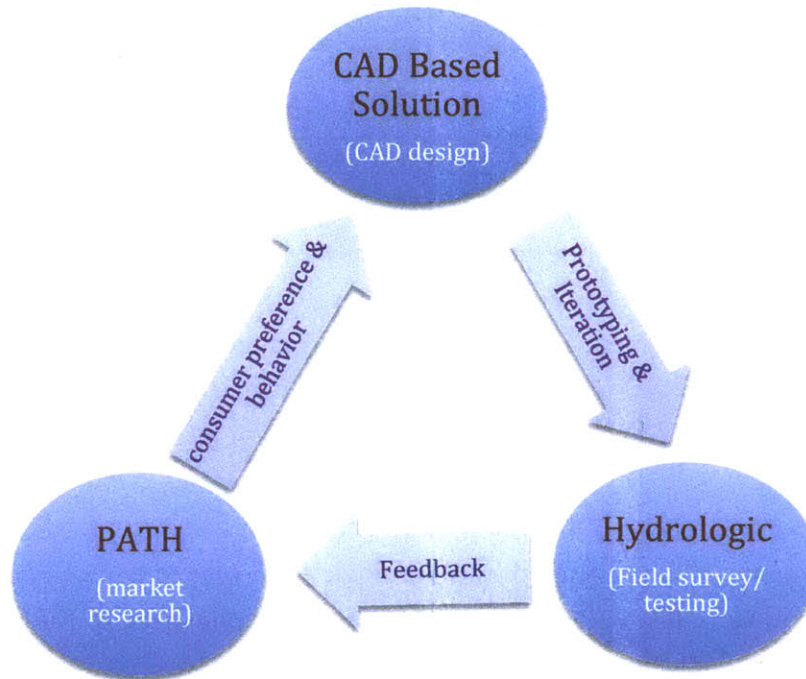 CAD Based
Solution
(CAD design)
consumer preference &
behavior
Prototyping &
Iteration
PATH
(market
research)
Feedback
Hydrologic
(Field survey/
testing)